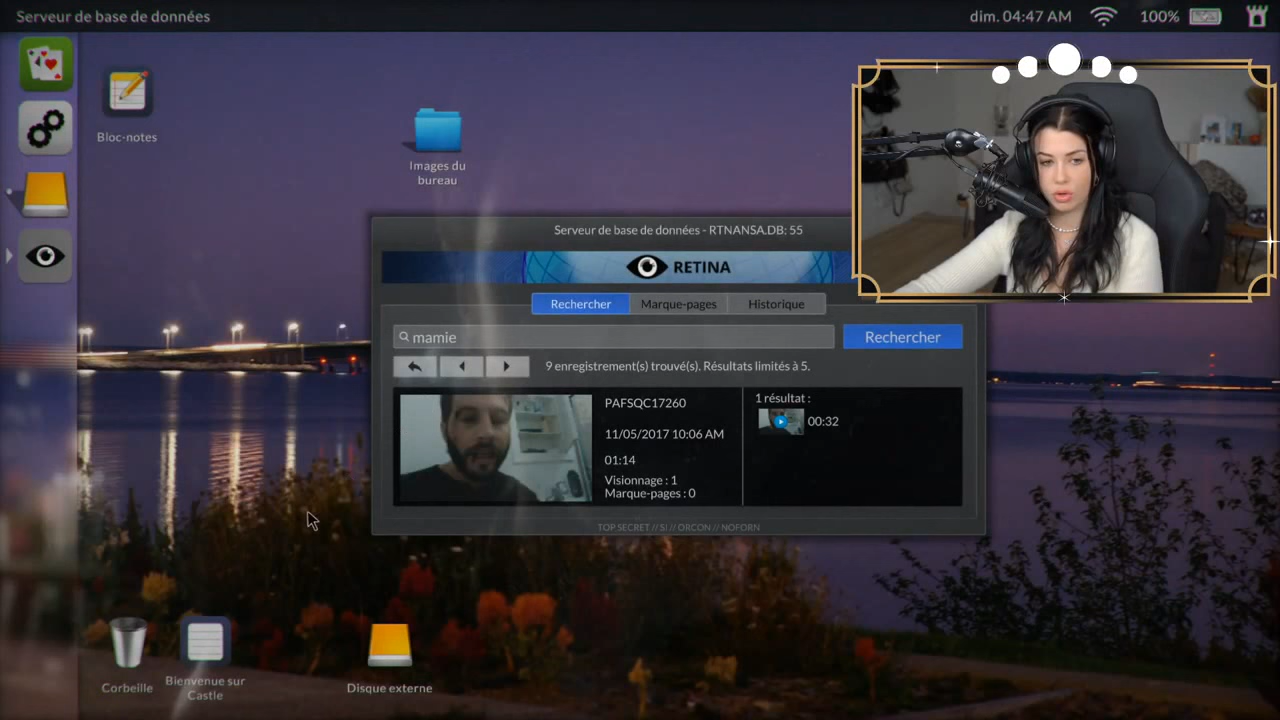 Serveur de base de données
dim. 04:47 AM
100%
Bloc-notes
Images du
bureau
Serveur de base de données - RTNANSA.DB: 55
RETINA
Rechercher
Marque-pages
Historique
mamie
Rechercher
9 enregistrement(s) trouvé(s). Résultats limités à 5.
PAFSQC17260
11/05/2017 10:06 AM
01:14
Visionnage : 1
Marque-pages : 0
1 résultat :
00:32
TOP SECRET // SI // ORCON // NOFORN
Corbeille
Bienvenue sur
Castle
Disque externe